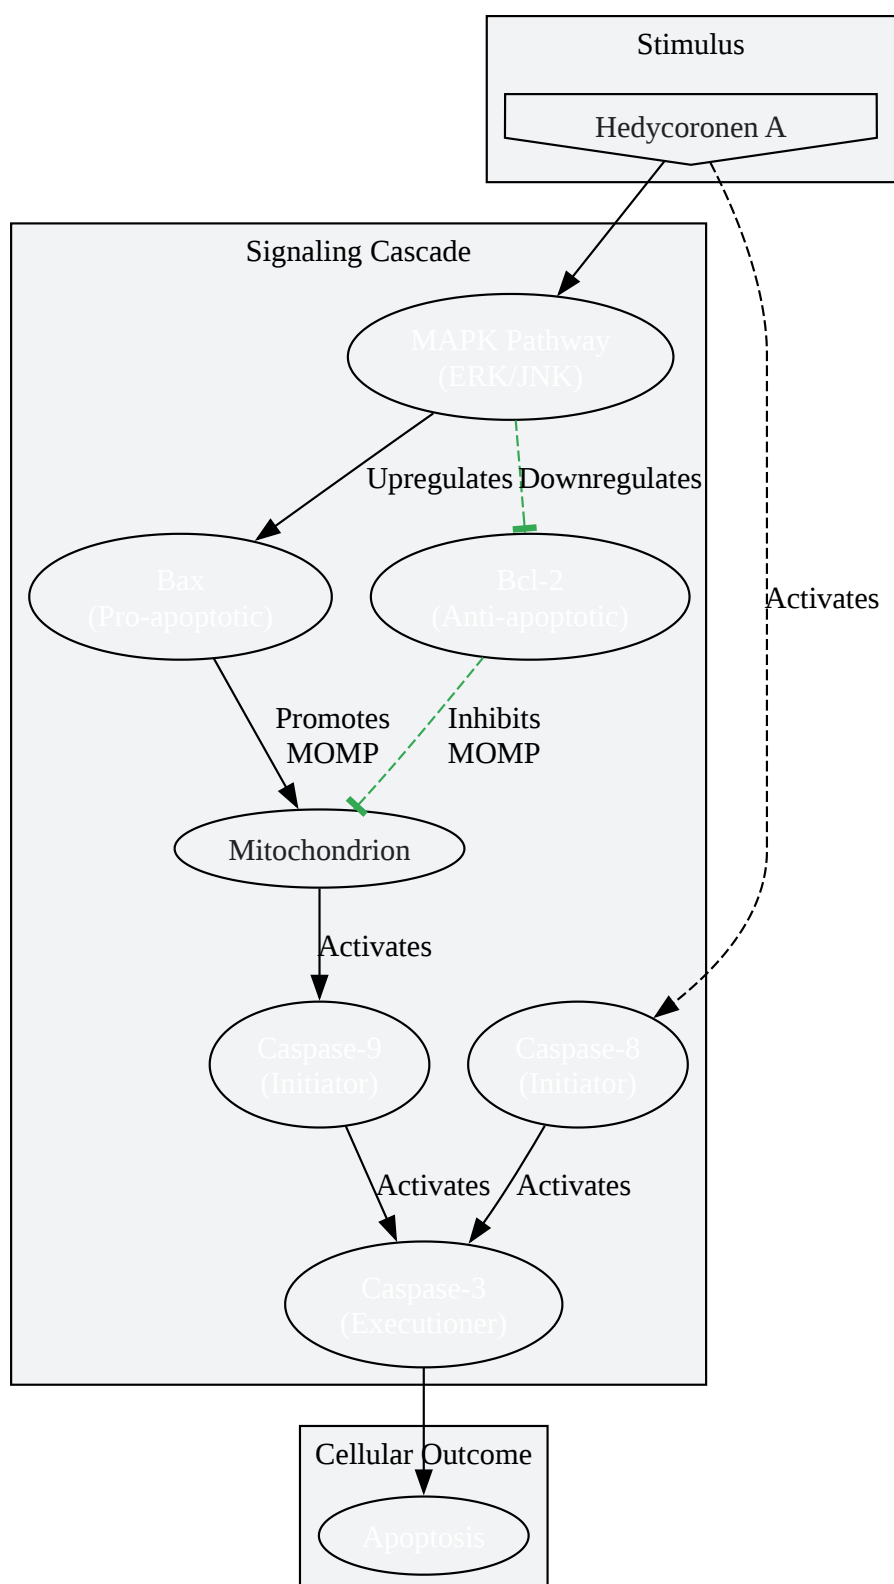 Stimulus
Hedycoronen A
Signaling Cascade
MAPK Pathway
(ERK/JNK)
Upregulates
Downregulates
Bax
(Pro-apoptotic)
Bcl-2
(Anti-apoptotic)
Activates
Promotes
MOMP
Inhibits
MOMP
Mitochondrion
Activates
Caspase-9
(Initiator)
Caspase-8
(Initiator)
Activates
Activates
Caspase-3
(Executioner)
Cellular Outcome
Apoptosis